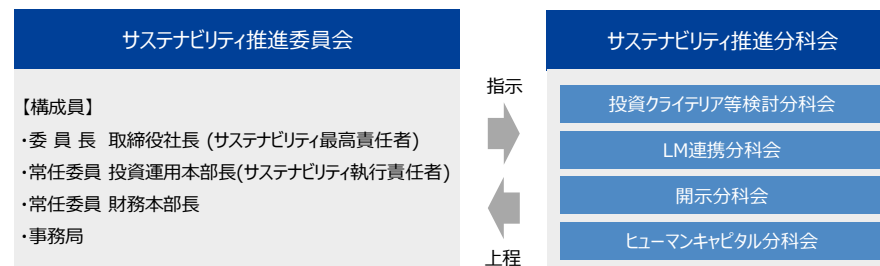 サステナビリティ推進委員会
【構成員】
・委 員 長 取締役社長 (サステナビリティ最高責任者)
・常任委員 投資運用本部長(サステナビリティ執行責任者)
・常任委員 財務本部長
・事務局
指示
上程
サステナビリティ推進分科会
投資クライテリア等検討分科会
LM連携分科会
開示分科会
ヒューマンキャピタル分科会